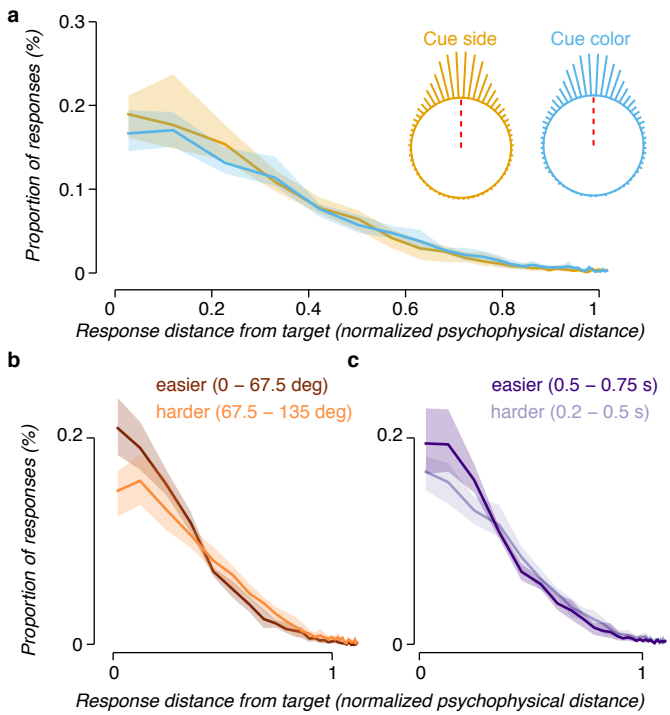 a
0.3
0.2
0.1
0
Proportion of responses (%)
Cue side
Cue color
0
0.2
0.4
0.6
0.8
1
Response distance from target (normalized psychophysical distance)
b
easier (0 – 67.5 deg)
harder (67.5 – 135 deg)
0.2
0
Proportion of responses (%)
0
1
c
easier (0.5 – 0.75 s)
harder (0.2 – 0.5 s)
0.2
0
0
1
Response distance from target (normalized psychophysical distance)